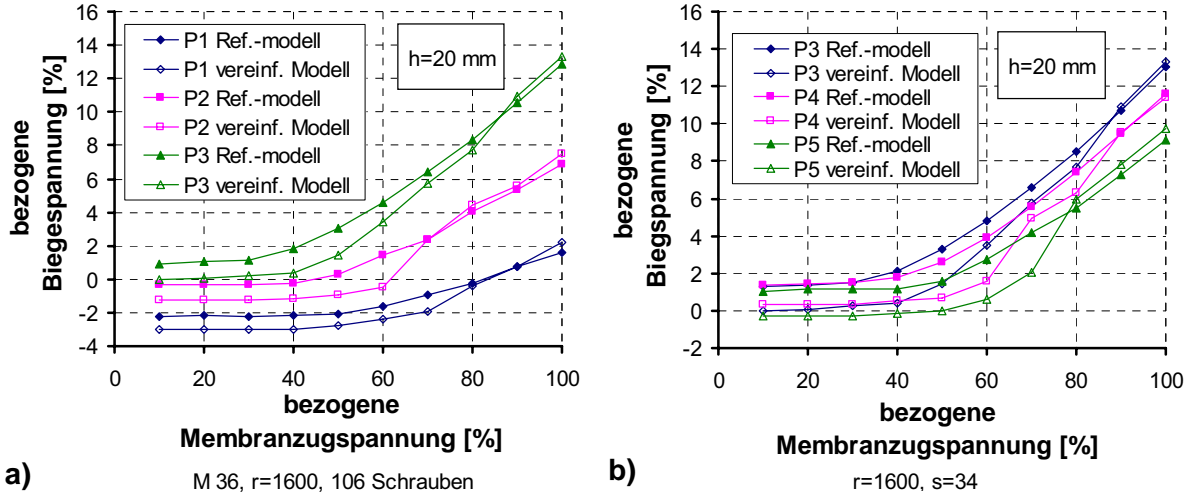 16
14
12
10
8
6
4
2
0
-2
-4
bezogene
Biegespannung [%]
P1 Ref.-modell
P1 vereinf. Modell
P2 Ref.-modell
P2 vereinf. Modell
P3 Ref.-modell
P3 vereinf. Modell
h=20 mm
0 20 40 60 80 100
bezogene
Membranzugspannung [%]
a)
M 36, r=1600, 106 Schrauben
16
14
12
10
8
6
4
2
0
-2
bezogene
Biegspannung [%]
P3 Ref.-modell
P3 vereinf. Modell
P4 Ref.-modell
P4 vereinf. Modell
P5 Ref.-modell
P5 vereinf. Modell
h=20 mm
0 20 40 60 80 100
bezogene
Membranzugspannung [%]
b)
r=1600, s=34